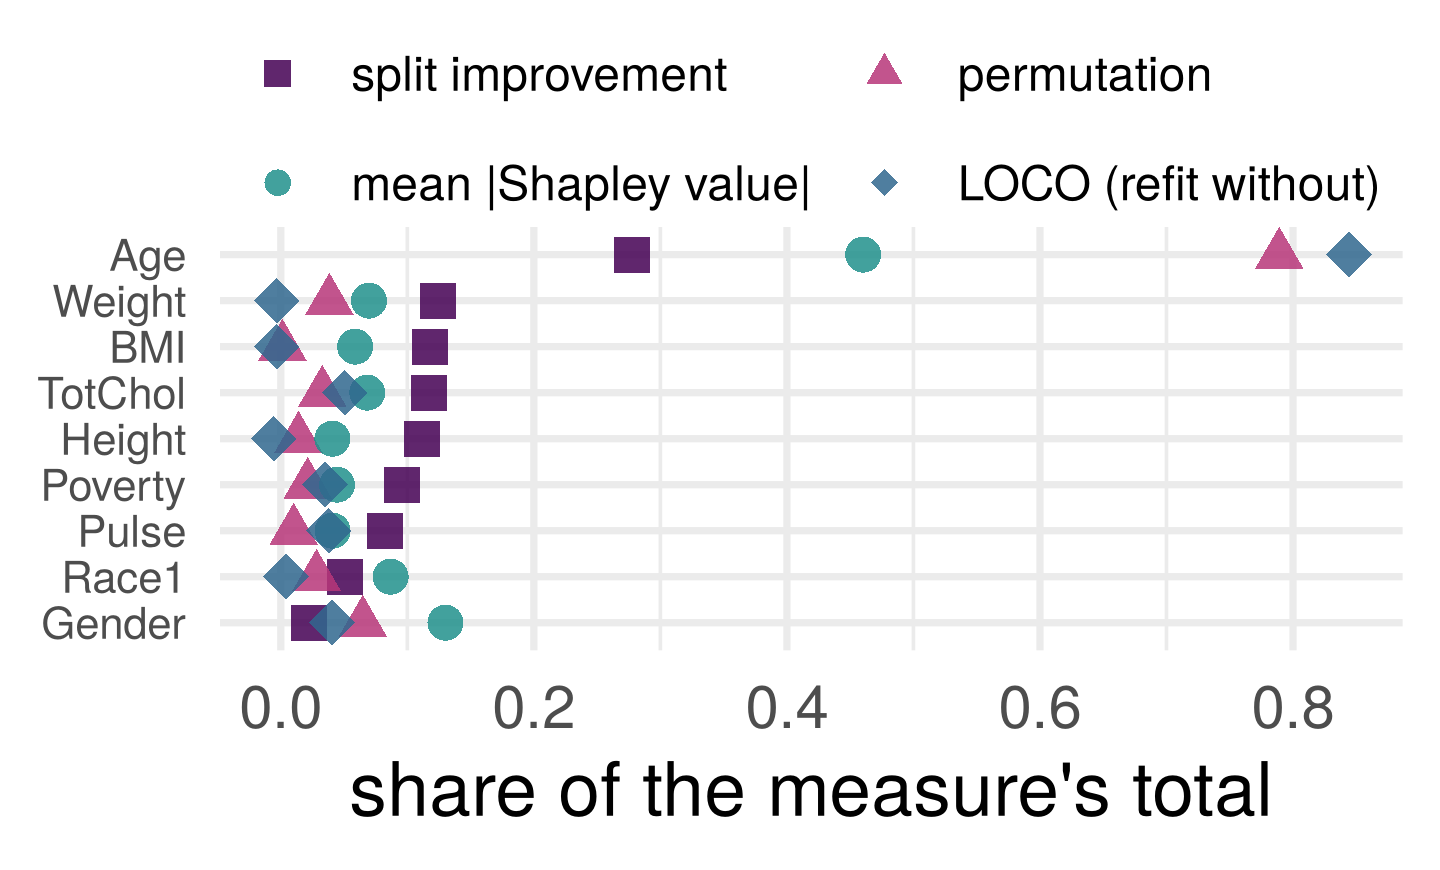 split improvement
permutation
mean |Shapley value|
LOCO (refit without)
Age
Weight
BMI
TotChol
Height
Poverty
Pulse
Race1
Gender
0.0 0.2 0.4 0.6 0.8
share of the measure's total